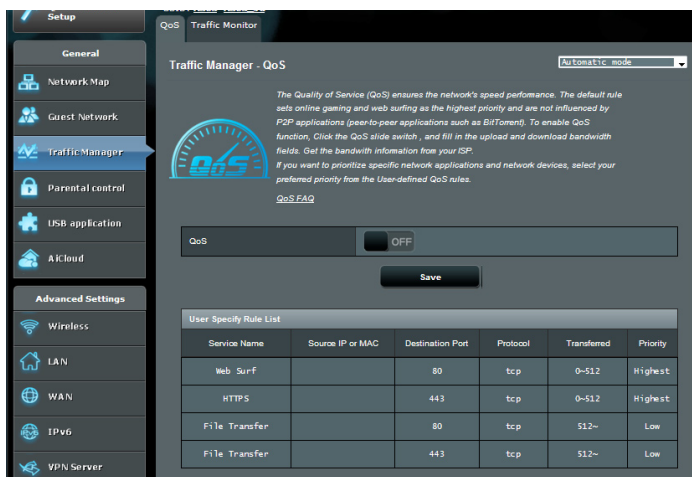 Setup
General
Network Map
Guest Network
Traffic Manager
Parental control
USB application
AiCloud
Advanced Settings
Wireless
LAN
WAN
IPv6
VPN Server
QoS Traffic Monitor
Traffic Manager - QoS
Automatic mode
The Quality of Service (QoS) ensures the network's speed performance. The default rule
sets online gaming and web surfing as the highest priority and are not influenced by
P2P applications (peer-to-peer applications such as BitTorrent). To enable QoS
function, Click the QoS slide switch , and fill in the upload and download bandwidth
fields. Get the bandwith information from your ISP.
If you want to prioritize specific network applications and network devices, select your
preferred priority from the User-defined QoS rules.
QoS FAQ
QoS
QoS
OFF
Save
User Specify Rule List
Service Name Source IP or MAC Destination Port Protocol Transferred Priority
Web Surf 80 tcp 0~512 Highest
HTTPS 443 tcp 0~512 Highest
File Transfer 80 tcp 512~ Low
File Transfer 443 tcp 512~ Low